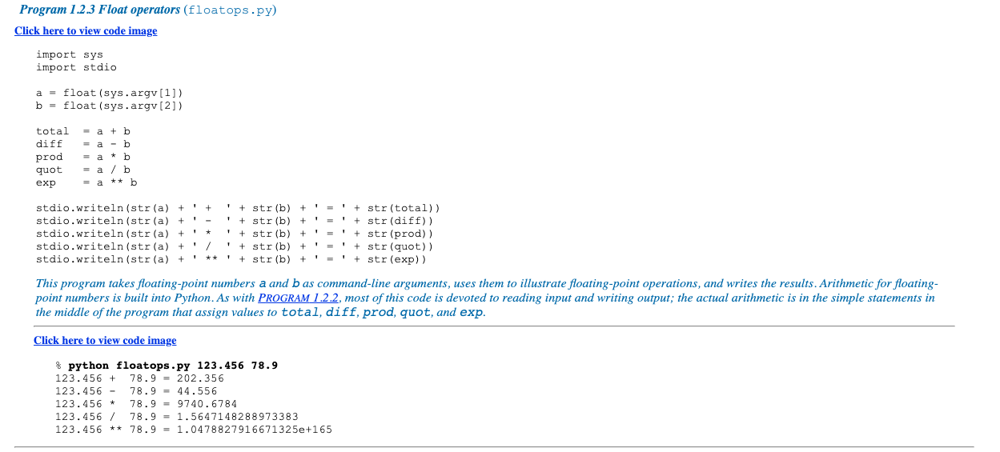 Program 1.2.3 Float operators (floatops.py)
Click here to view code image
import sys
import stdio
a = float(sys.argv[1])
b = float(sys.argv[2])
total  = a + b
diff   = a - b
prod   = a * b
quot   = a / b
exp    = a ** b
stdio.writeln(str(a) + ' +  ' + str(b) + ' = ' + str(total))
stdio.writeln(str(a) + ' -  ' + str(b) + ' = ' + str(diff))
stdio.writeln(str(a) + ' *  ' + str(b) + ' = ' + str(prod))
stdio.writeln(str(a) + ' /  ' + str(b) + ' = ' + str(quot))
stdio.writeln(str(a) + ' ** ' + str(b) + ' = ' + str(exp))
This program takes floating-point numbers a and b as command-line arguments, uses them to illustrate floating-point operations, and writes the results. Arithmetic for floating-
point numbers is built into Python. As with PROGRAM 1.2.2, most of this code is devoted to reading input and writing output; the actual arithmetic is in the simple statements in
the middle of the program that assign values to total, diff, prod, quot, and exp.
Click here to view code image
% python floatops.py 123.456 78.9
123.456 +  78.9 = 202.356
123.456 -  78.9 = 44.556
123.456 *  78.9 = 9740.6784
123.456 /  78.9 = 1.5647148288973383
123.456 ** 78.9 = 1.0478827916671325e+165